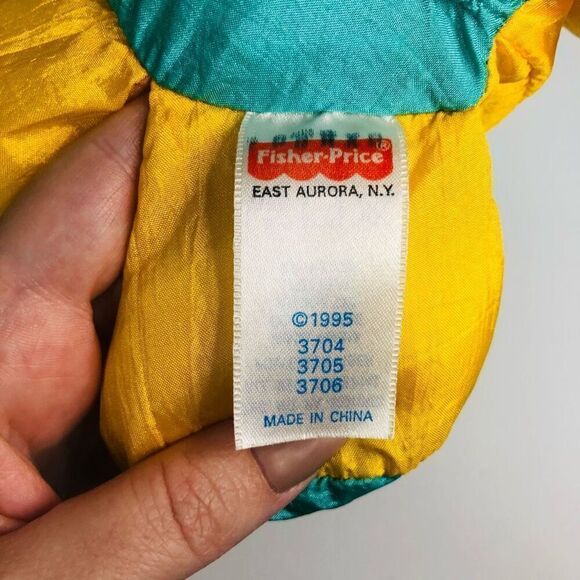 Fisher-Price®
EAST AURORA, N.Y.
©1995
3704
3705
3706
MADE IN CHINA